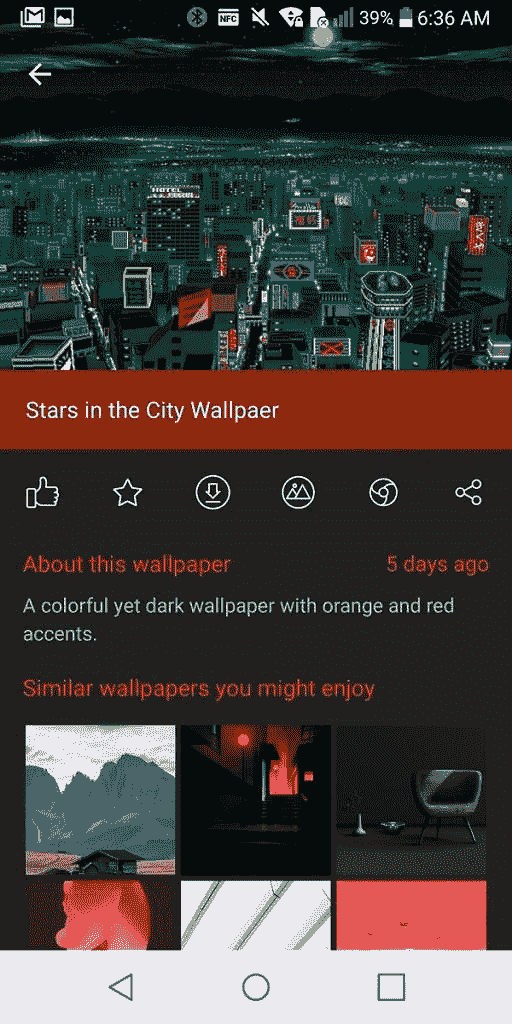 NFC
39%
6:36 AM
HOTEL
Stars in the City Wallpaer
About this wallpaper
5 days ago
A colorful yet dark wallpaper with orange and red
accents.
Similar wallpapers you might enjoy